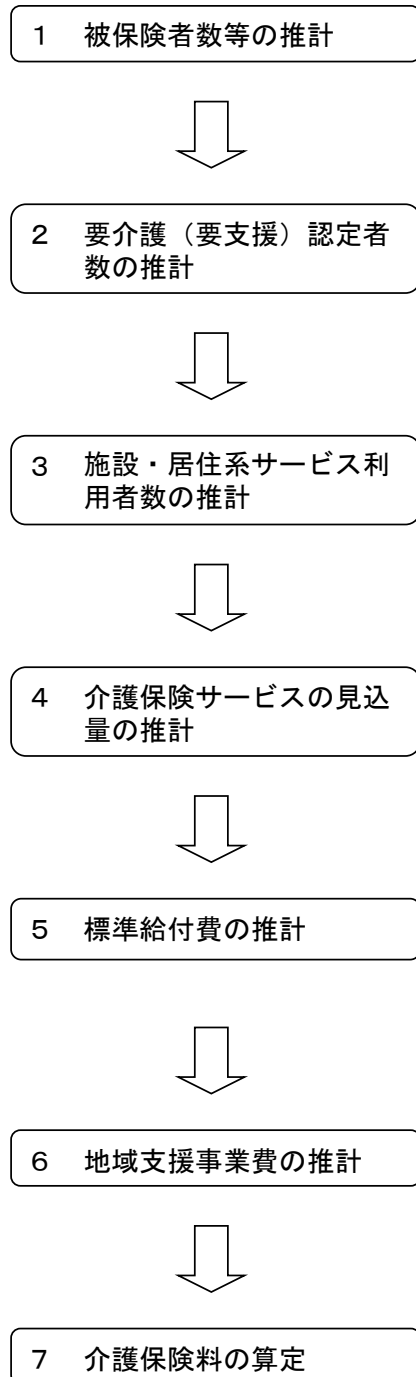 １　被保険者数等の推計
２　要介護（要支援）認定者
数の推計
３　施設・居住系サービス利
用者数の推計
４　介護保険サービスの見込
量の推計
５　標準給付費の推計
６　地域支援事業費の推計
７　介護保険料の算定